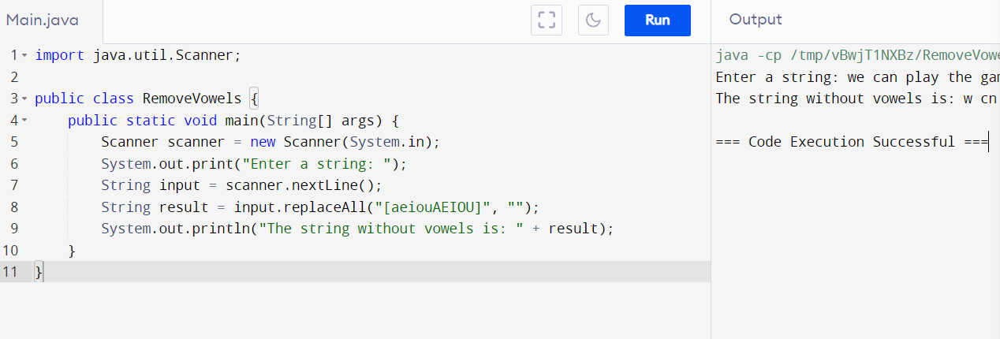 Main.java
Run
1 import java.util.Scanner;
2
3 public class RemoveVowels {
4 public static void main(String[] args) {
5 Scanner scanner = new Scanner(System.in);
6 System.out.print("Enter a string: ");
7 String input = scanner.nextLine();
8 String result = input.replaceAll("[aeiouAEIOU]", "");
9 System.out.println("The string without vowels is: " + result);
10 }
11 }
Output
java -cp /tmp/vBwjT1NXBz/RemoveVowe
Enter a string: we can play the gam
The string without vowels is: w cn
=== Code Execution Successful ===